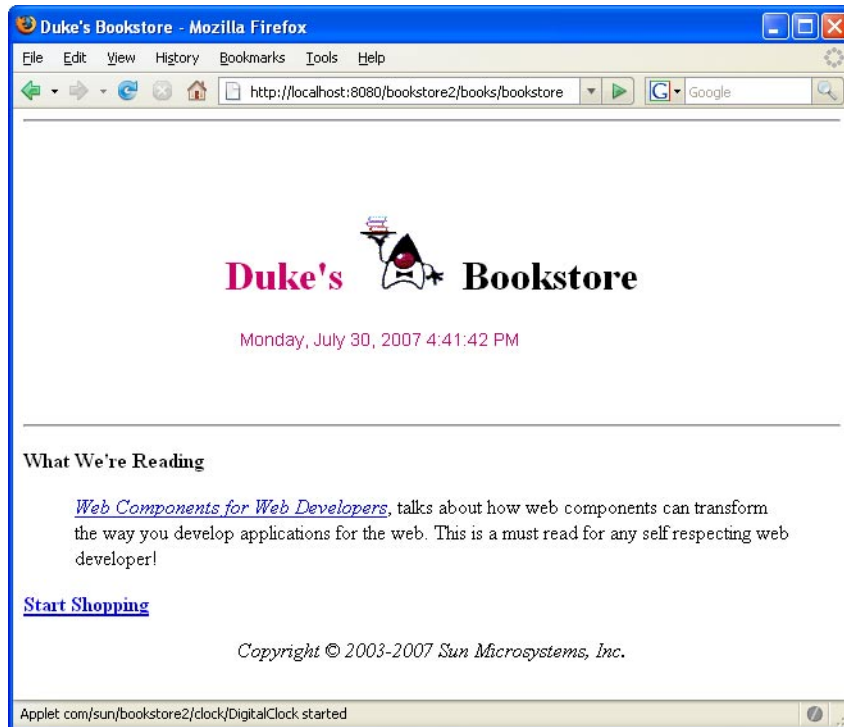 Duke's Bookstore - Mozilla Firefox
File Edit View History Bookmarks Tools Help
http://localhost:8080/bookstore2/books/bookstore G Google
Duke's Bookstore
Monday, July 30, 2007 4:41:42 PM
What We're Reading
Web Components for Web Developers, talks about how web components can transform
the way you develop applications for the web. This is a must read for any self respecting web
developer!
Start Shopping
Copyright © 2003-2007 Sun Microsystems, Inc.
Applet com/sun/bookstore2/clock/DigitalClock started